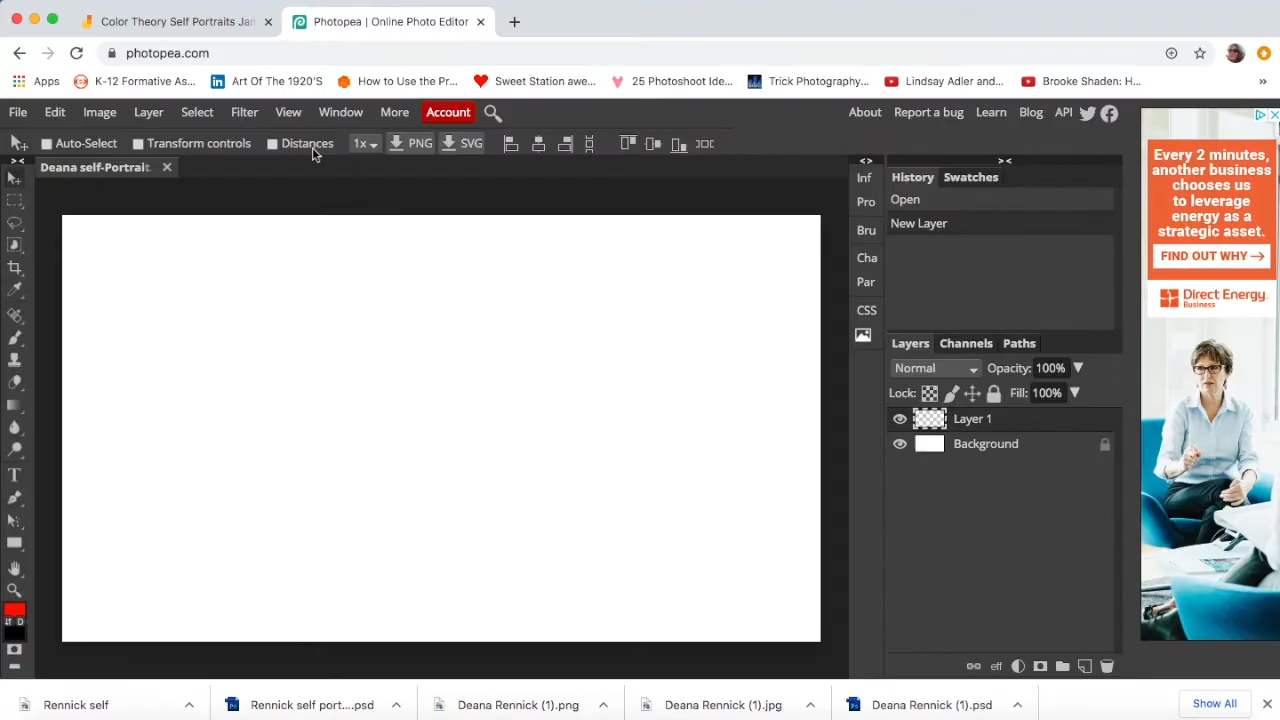 Color Theory Self Portraits Jan
Photopea | Online Photo Editor
photopea.com
Apps
K-12 Formative As...
Art Of The 1920'S
How to Use the Pr...
Sweet Station awe...
25 Photoshoot Ide...
Trick Photography...
Lindsay Adler and...
Brooke Shaden: H...
»
File Edit Image Layer Select Filter View Window More Account
About Report a bug Learn Blog API
Auto-Select Transform controls Distances 1x PNG SVG
Deana self-Portrait
Inf
Pro
Bru
Cha
Par
CSS
History Swatches
Open
New Layer
Layers Channels Paths
Normal Opacity: 100%
Lock: Fill: 100%
Layer 1
Background
eff
T
D
Every 2 minutes,
another business
chooses us
to leverage
energy as a
strategic asset.
FIND OUT WHY →
Direct Energy
Business
Rennick self
Rennick self port....psd
Deana Rennick (1).png
Deana Rennick (1).jpg
Deana Rennick (1).psd
Show All